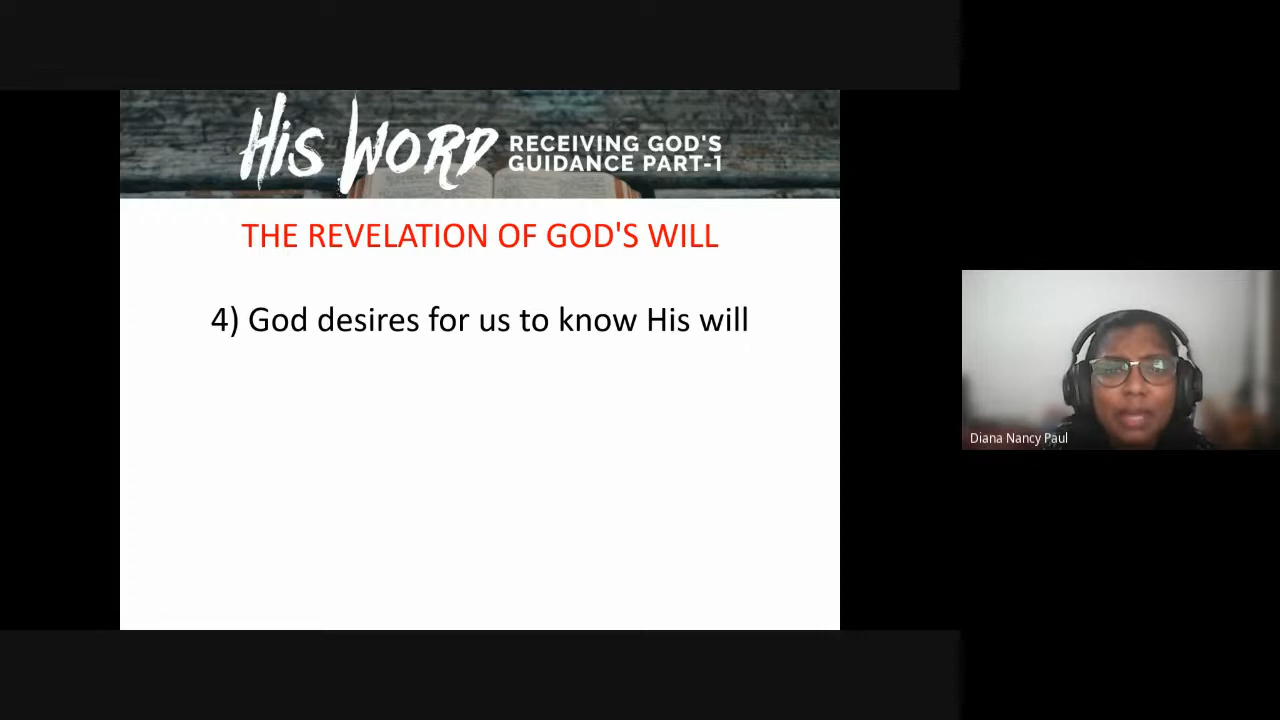 His WORD
RECEIVING GOD'S
GUIDANCE PART-1
THE REVELATION OF GOD'S WILL
4) God desires for us to know His will
Diana Nancy Paul